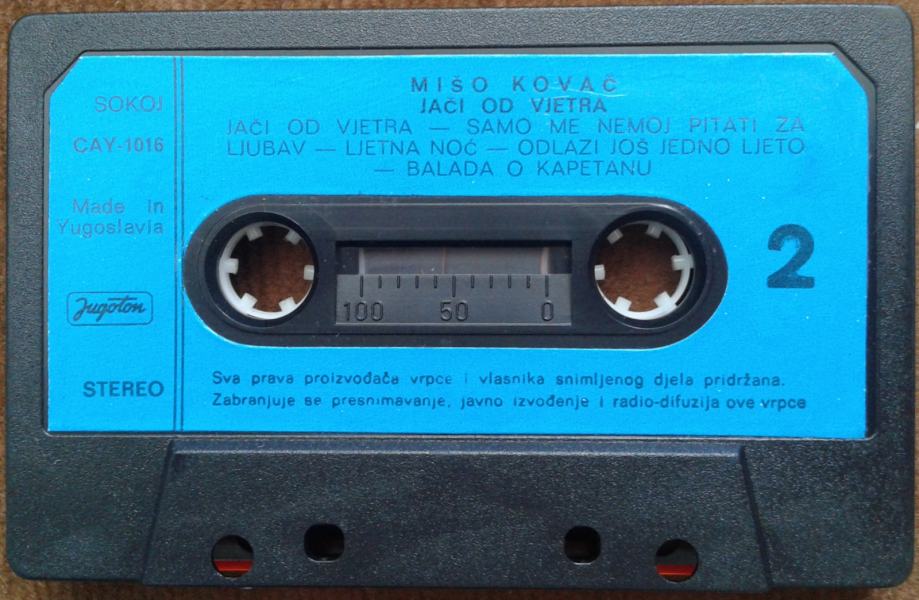 MIŠO KOVAČ
JAČI OD VJETRA
JAČI OD VJETRA — SAMO ME NEMOJ PITATI ZA
LJUBAV — LJETNA NOĆ — ODLAZI JOŠ JEDNO LJETO
— BALADA O KAPETANU
SOKOJ
CAY-1016
Made in
Yugoslavia
Jugoton
STEREO
2
100 50 0
Sva prava proizvođača vrpce i vlasnika snimljenog djela pridržana.
Zabranjuje se presnimavanje, javno izvođenje i radio-difuzija ove vrpce